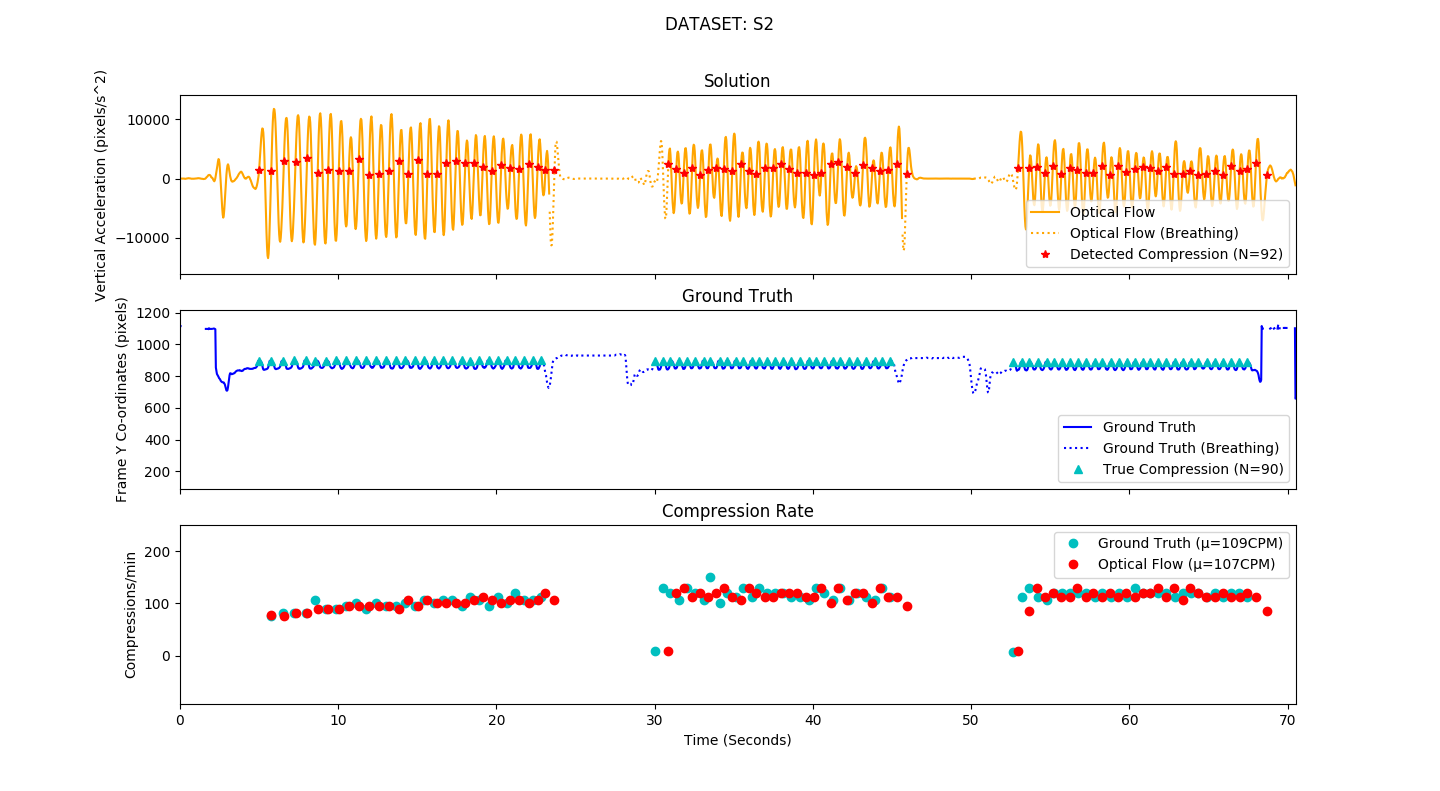 DATASET: S2
Solution
Vertical Acceleration (pixels/s^2)
10000
0
−10000
Optical Flow
Optical Flow (Breathing)
Detected Compression (N=92)
Ground Truth
Frame Y Co-ordinates (pixels)
1200
1000
800
600
400
200
Ground Truth
Ground Truth (Breathing)
True Compression (N=90)
Compression Rate
Compressions/min
200
100
0
Ground Truth (μ=109CPM)
Optical Flow (μ=107CPM)
0 10 20 30 40 50 60 70
Time (Seconds)